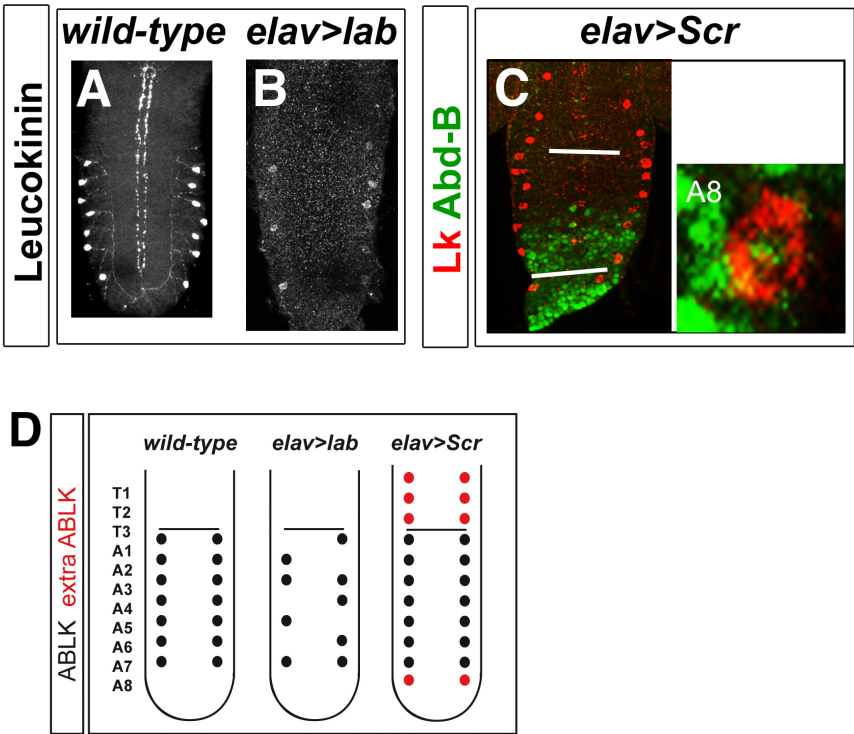 wild-type elav>lab
elav>Scr
Leucokinin
A
B
Lk Abd-B
C
A8
D
ABLK extra ABLK
wild-type elav>lab elav>Scr
T1
T2
T3
A1
A2
A3
A4
A5
A6
A7
A8